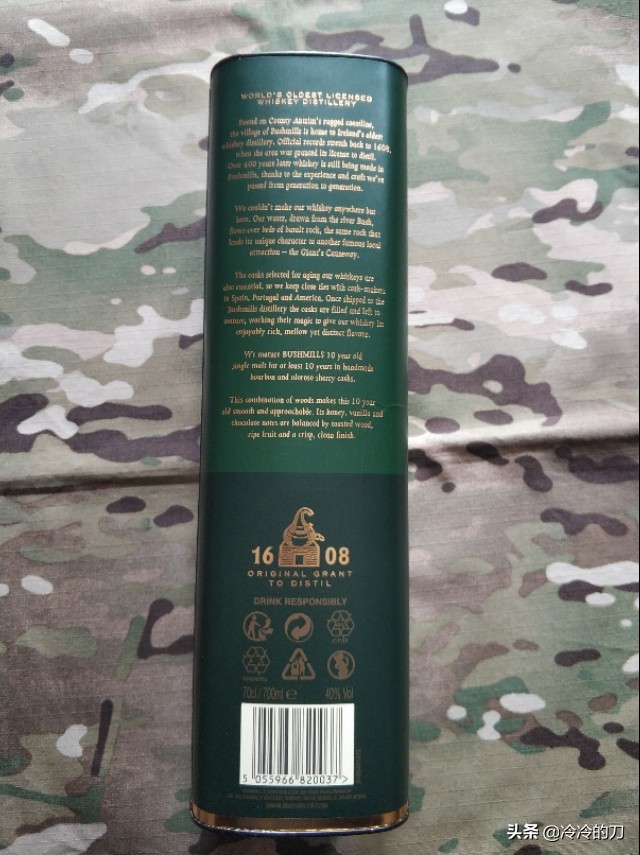 WORLD'S OLDEST LICENSED
WHISKEY DISTILLERY
Found on County Antrim's rugged coastline,
the village of Bushmills is home to Ireland's oldest
whiskey distillery. Official records stretch back to 1608,
when the area was granted its license to distil.
Over 400 years later whiskey is still being made in
Bushmills, thanks to the experience and craft we've
passed from generation to generation.
We couldn't make our whiskey anywhere but
here. Our water, drawn from the river Bush,
flows over beds of basalt rock, the same rock that
lends its unique character to another famous local
attraction – the Giant's Causeway.
The casks selected for aging our whiskeys are
also essential, so we keep close ties with cask-makers
in Spain, Portugal and America. Once shipped to the
Bushmills distillery the casks are filled and left to
mature, working their magic to give our whiskey its
enjoyably rich, mellow yet distinct flavour.
We mature BUSHMILLS 10 year old
single malt for at least 10 years in handmade
bourbon and oloroso sherry casks.
This combination of woods makes this 10 year
old smooth and approachable. Its honey, vanilla and
chocolate notes are balanced by toasted wood,
ripe fruit and a crisp, clean finish.
16 08
ORIGINAL GRANT
TO DISTIL
DRINK RESPONSIBLY
70cl/700ml e 40% Vol
5 055966 820037 >
头条 @冷冷的刀